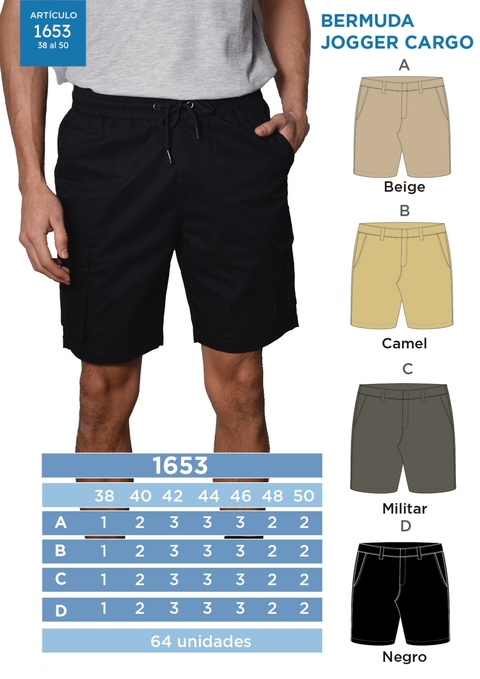 ARTÍCULO
1653
38 al 50
BERMUDA
JOGGER CARGO
A
Beige
B
Camel
C
Militar
D
Negro
1653
38 40 42 44 46 48 50
A 1 2 3 3 3 2 2
B 1 2 3 3 3 2 2
C 1 2 3 3 3 2 2
D 1 2 3 3 3 2 2
64 unidades